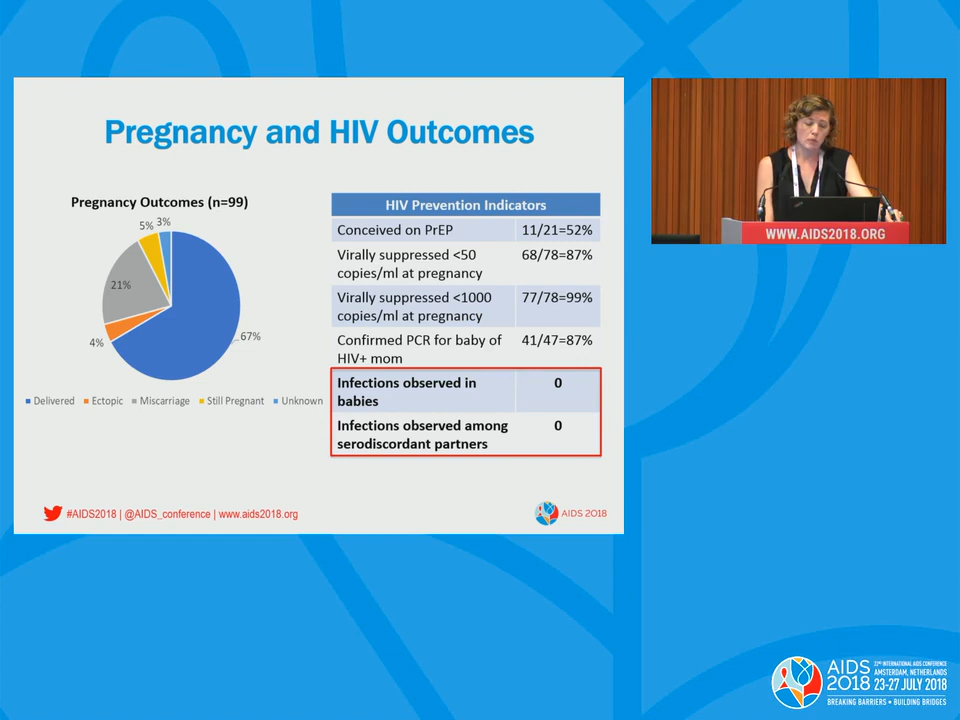 Pregnancy and HIV Outcomes
Pregnancy Outcomes (n=99)
5% 3%
21%
4%
67%
Delivered Ectopic Miscarriage Still Pregnant Unknown
HIV Prevention Indicators
Conceived on PrEP 11/21=52%
Virally suppressed <50 68/78=87%
copies/ml at pregnancy
Virally suppressed <1000 77/78=99%
copies/ml at pregnancy
Confirmed PCR for baby of 41/47=87%
HIV+ mom
Infections observed in 0
babies
Infections observed among 0
serodiscordant partners
#AIDS2018 | @AIDS_conference | www.aids2018.org
AIDS 2018
WWW.AIDS2018.ORG
AIDS
2018
22ND INTERNATIONAL AIDS CONFERENCE
AMSTERDAM, NETHERLANDS
23-27 JULY 2018
BREAKING BARRIERS • BUILDING BRIDGES